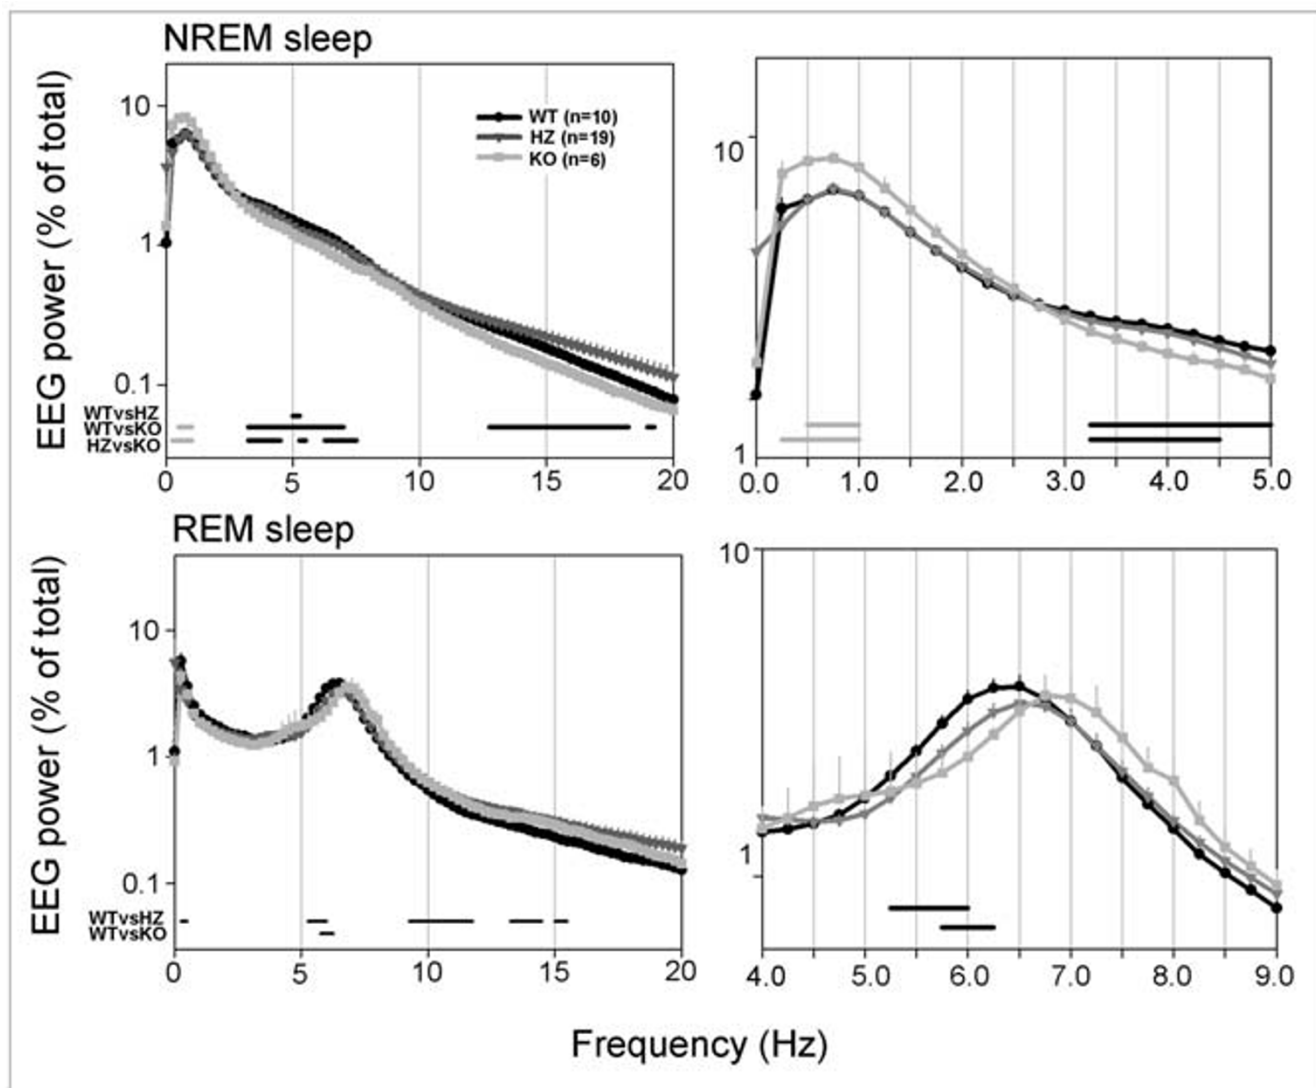 NREM sleep
EEG power (% of total)
10
1
0.1
WT (n=10)
HZ (n=19)
KO (n=6)
WTvsHZ
WTvsKO
HZvsKO
0 5 10 15 20
10
1
0.0 1.0 2.0 3.0 4.0 5.0
REM sleep
EEG power (% of total)
10
1
0.1
WTvsHZ
WTvsKO
0 5 10 15 20
10
1
4.0 5.0 6.0 7.0 8.0 9.0
Frequency (Hz)